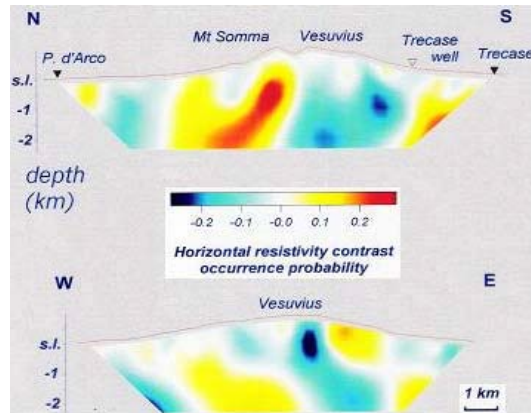 N S
Mt Somma Vesuvius Trecase well
P. d'Arco Trecase
s.l.
-1
-2
depth
(km)
-0.2 -0.1 -0.0 0.1 0.2
Horizontal resistivity contrast
occurrence probability
W E
Vesuvius
s.l.
-1
-2
1 km